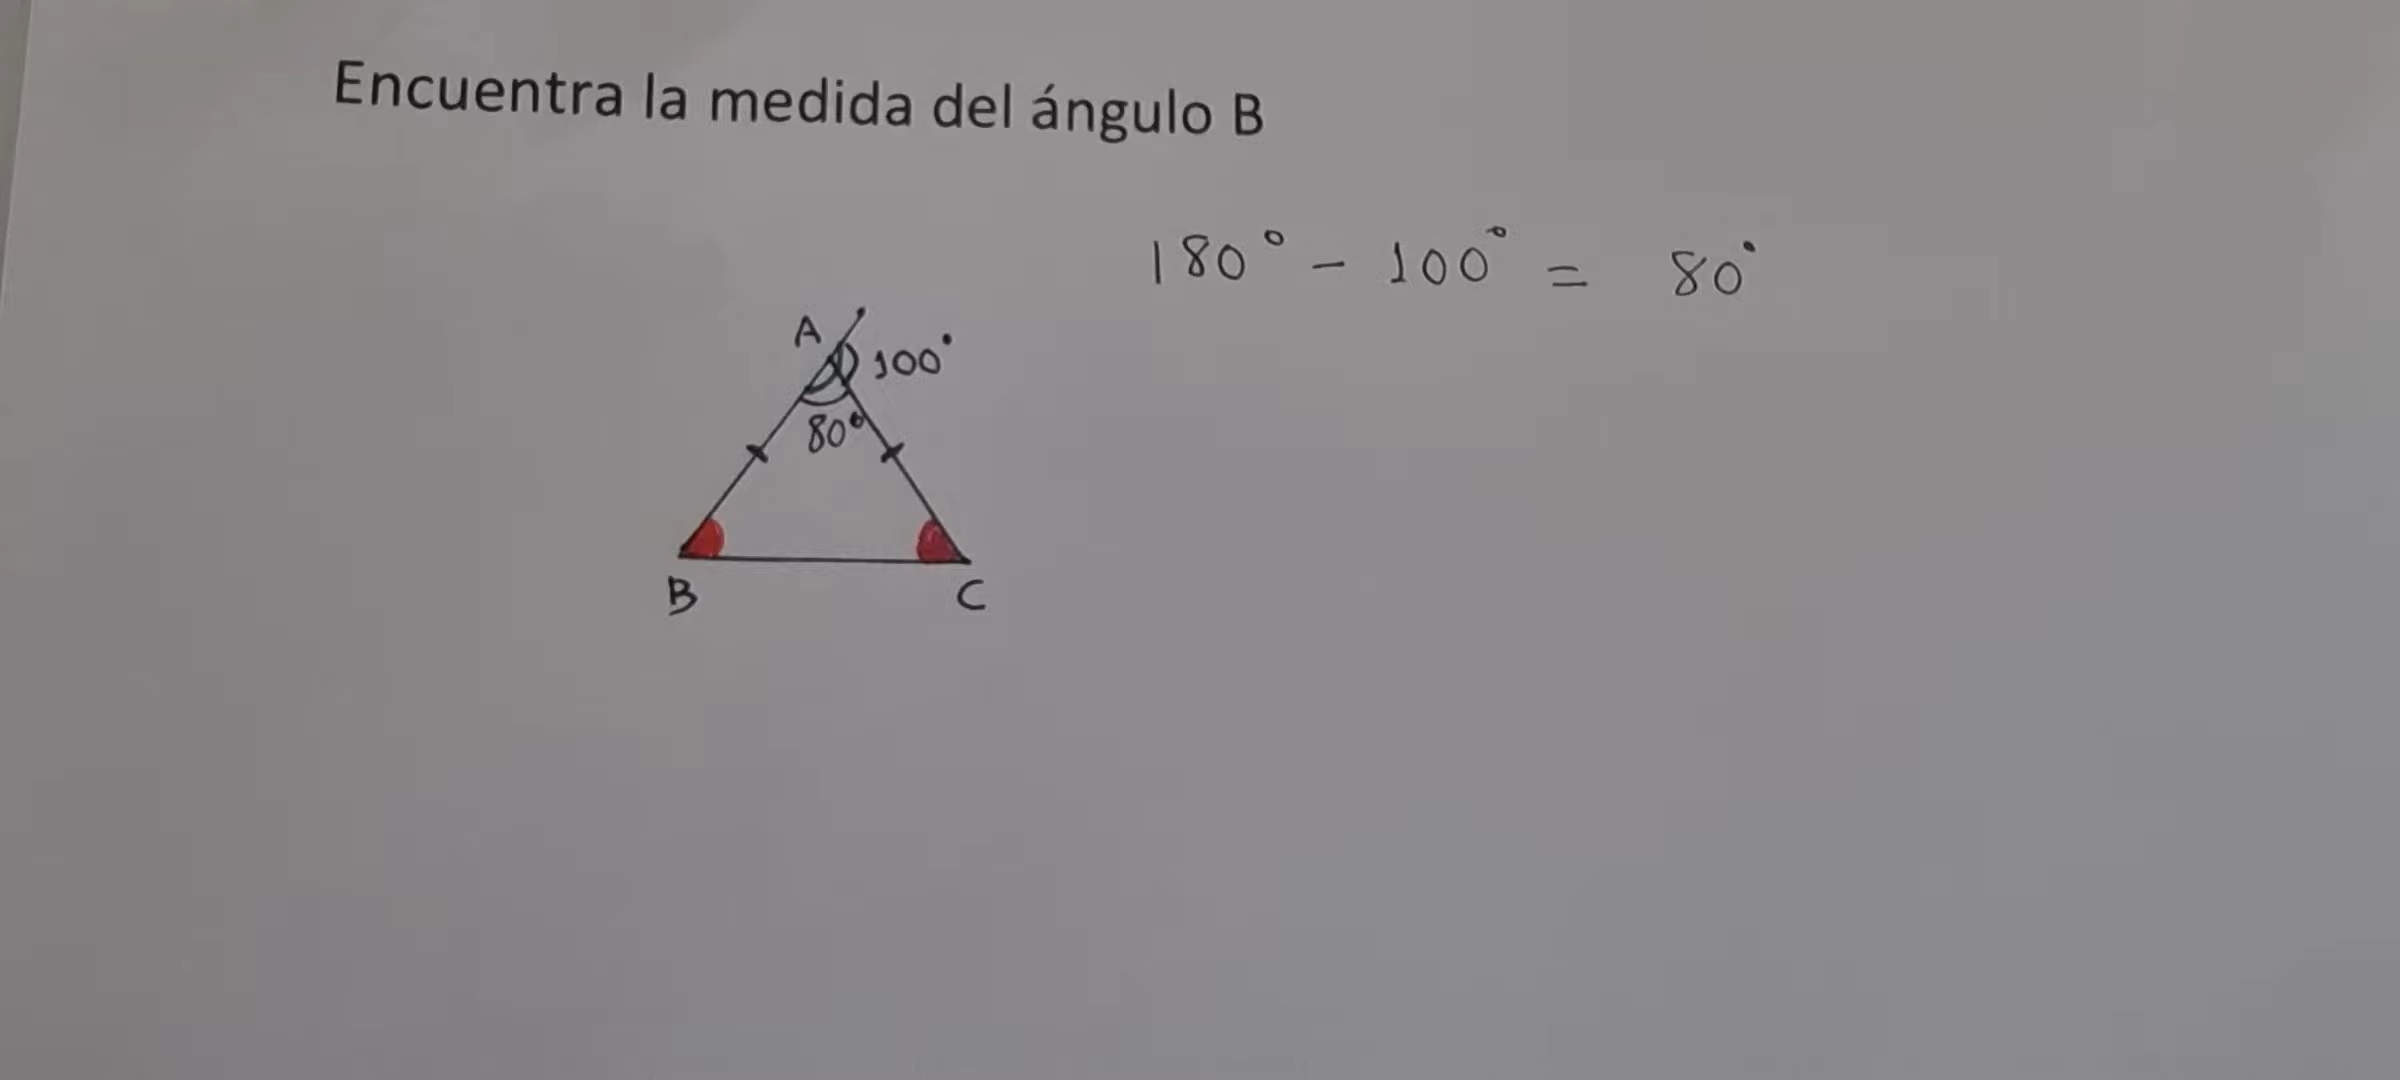 Encuentra la medida del ángulo B
180° - 100° = 80°
A 100°
80°
B C